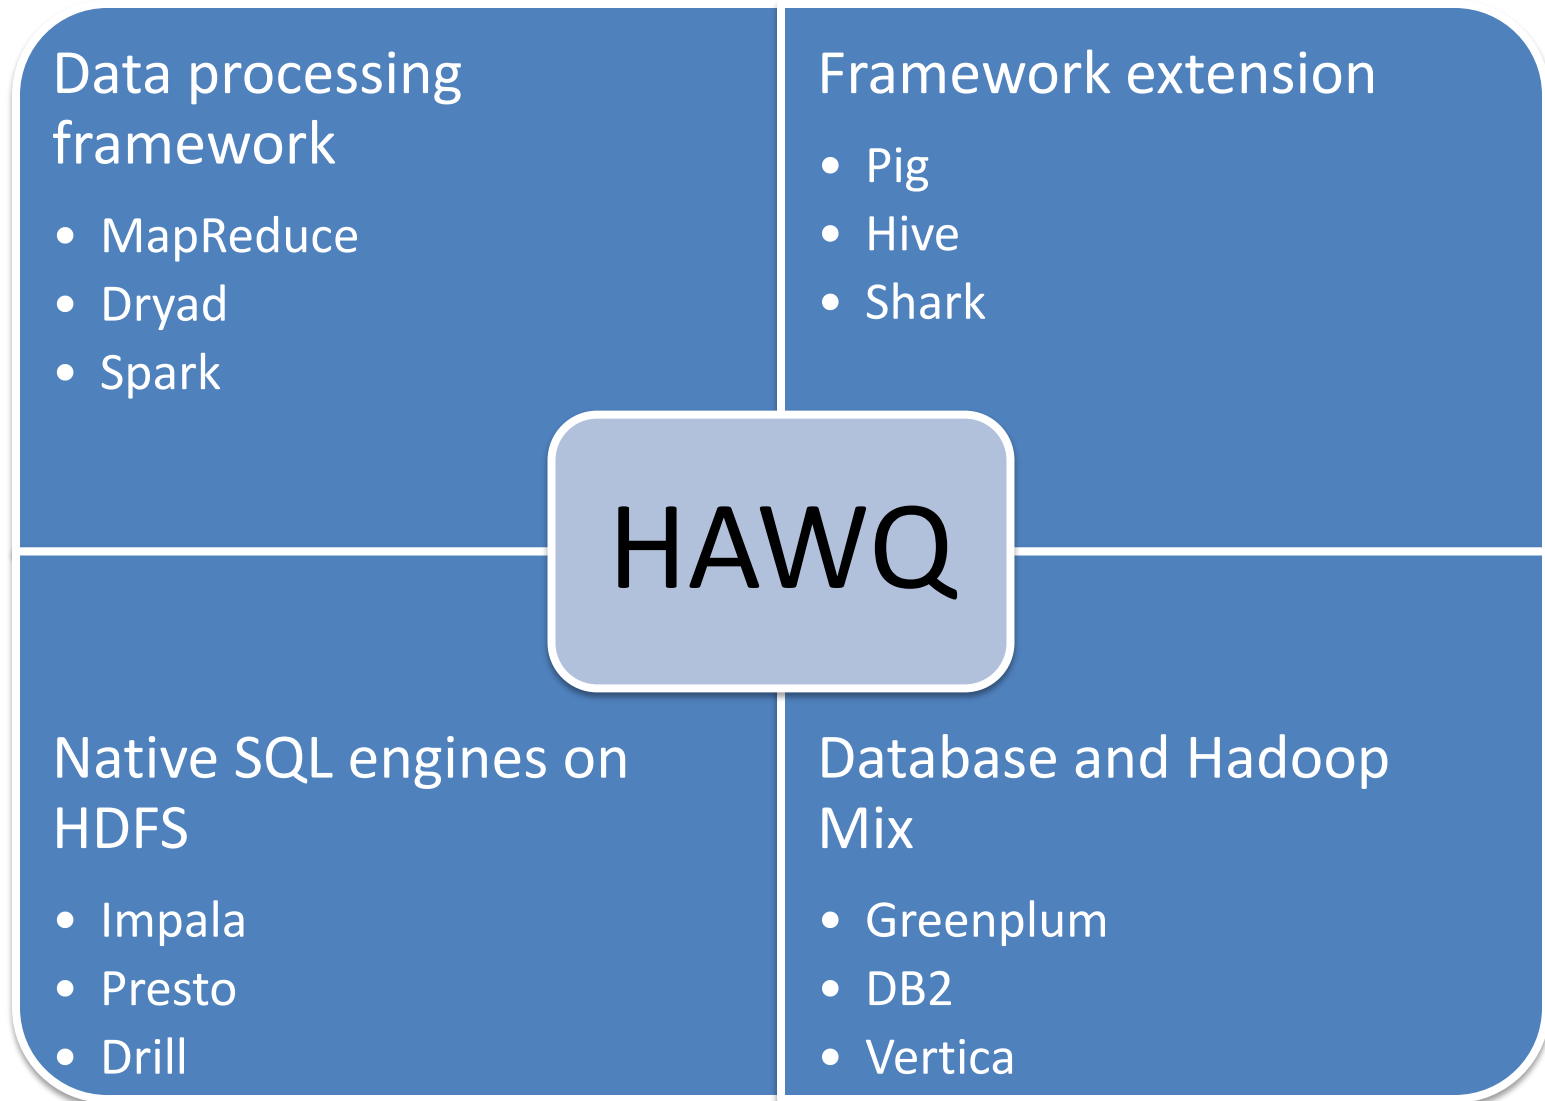 Data processing
framework
• MapReduce
• Dryad
• Spark
Framework extension
• Pig
• Hive
• Shark
HAWQ
Native SQL engines on
HDFS
• Impala
• Presto
• Drill
Database and Hadoop
Mix
• Greenplum
• DB2
• Vertica